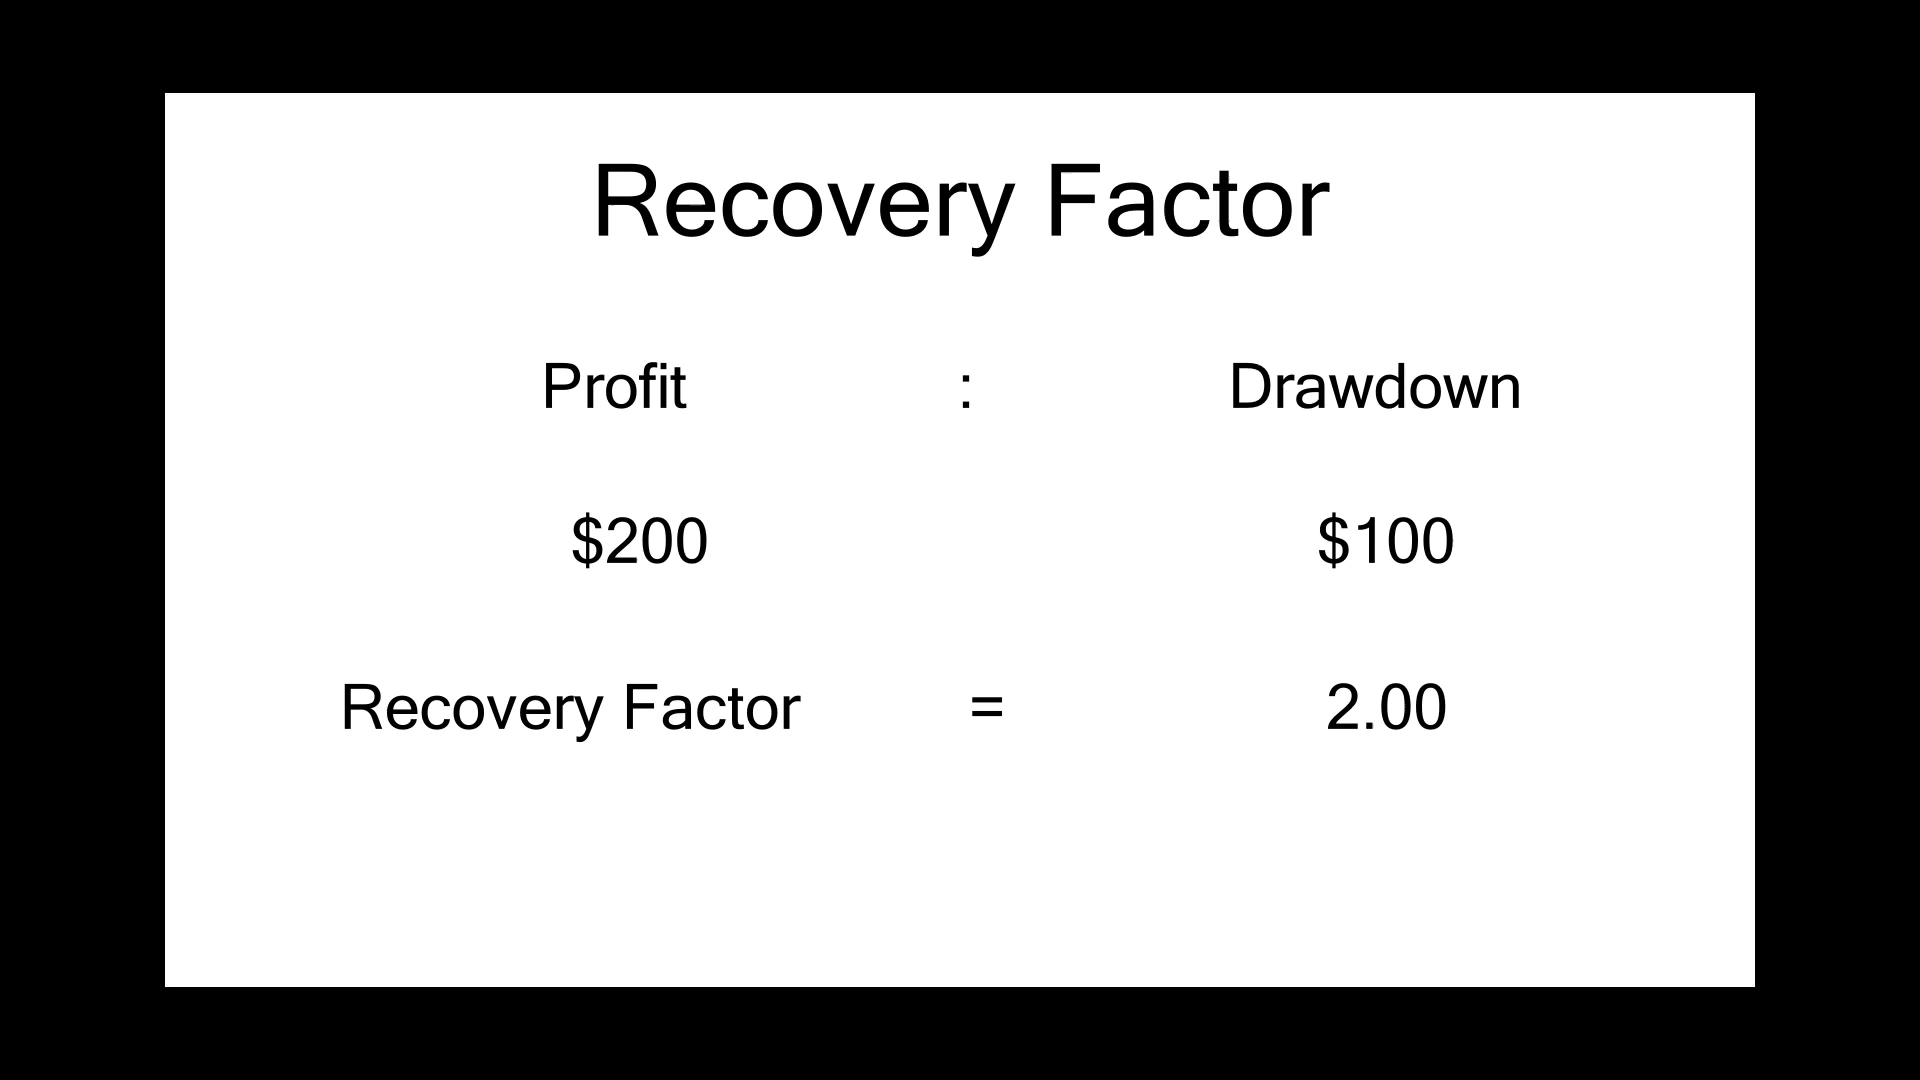 Recovery Factor
Profit : Drawdown
$200 $100
Recovery Factor = 2.00